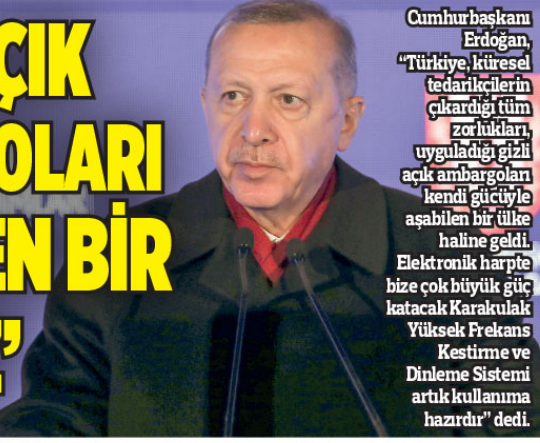 ÇIK
OLARI
EN BİR
”
Cumhurbaşkanı
Erdoğan,
“Türkiye, küresel
tedarikçilerin
çıkardığı tüm
zorlukları,
uyguladığı gizli
açık ambargoları
kendi gücüyle
aşabilen bir ülke
haline geldi.
Elektronik harpte
bize çok büyük güç
katacak Karakulak
Yüksek Frekans
Kestirme ve
Dinleme Sistemi
artık kullanıma
hazırdır” dedi.